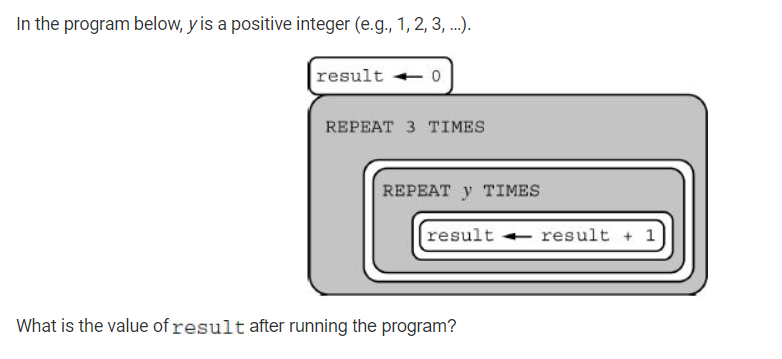 In the program below, y is a positive integer (e.g., 1, 2, 3, ...).
result ← 0
REPEAT 3 TIMES
REPEAT y TIMES
result ← result + 1
What is the value of result after running the program?